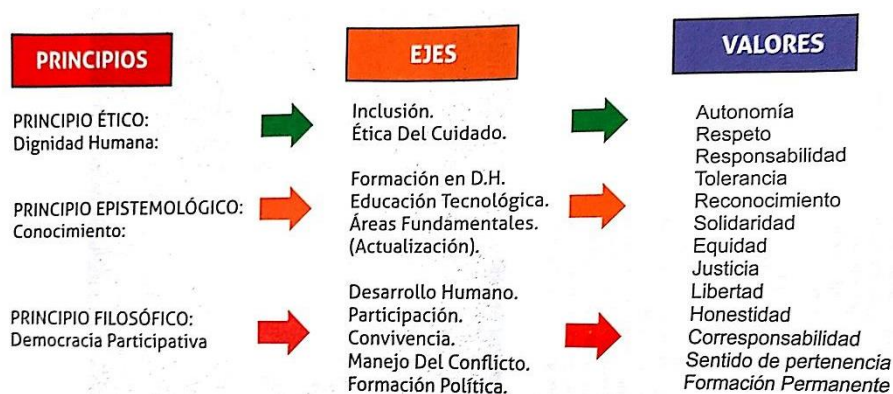 PRINCIPIOS
EJES
VALORES
PRINCIPIO ÉTICO:
Dignidad Humana:
Inclusión.
Ética Del Cuidado.
PRINCIPIO EPISTEMOLÓGICO:
Conocimiento:
Formación en D.H.
Educación Tecnológica.
Áreas Fundamentales.
(Actualización).
PRINCIPIO FILOSÓFICO:
Democracia Participativa
Desarrollo Humano.
Participación.
Convivencia.
Manejo Del Conflicto.
Formación Política.
Autonomía
Respeto
Responsabilidad
Tolerancia
Reconocimiento
Solidaridad
Equidad
Justicia
Libertad
Honestidad
Corresponsabilidad
Sentido de pertenencia
Formación Permanente